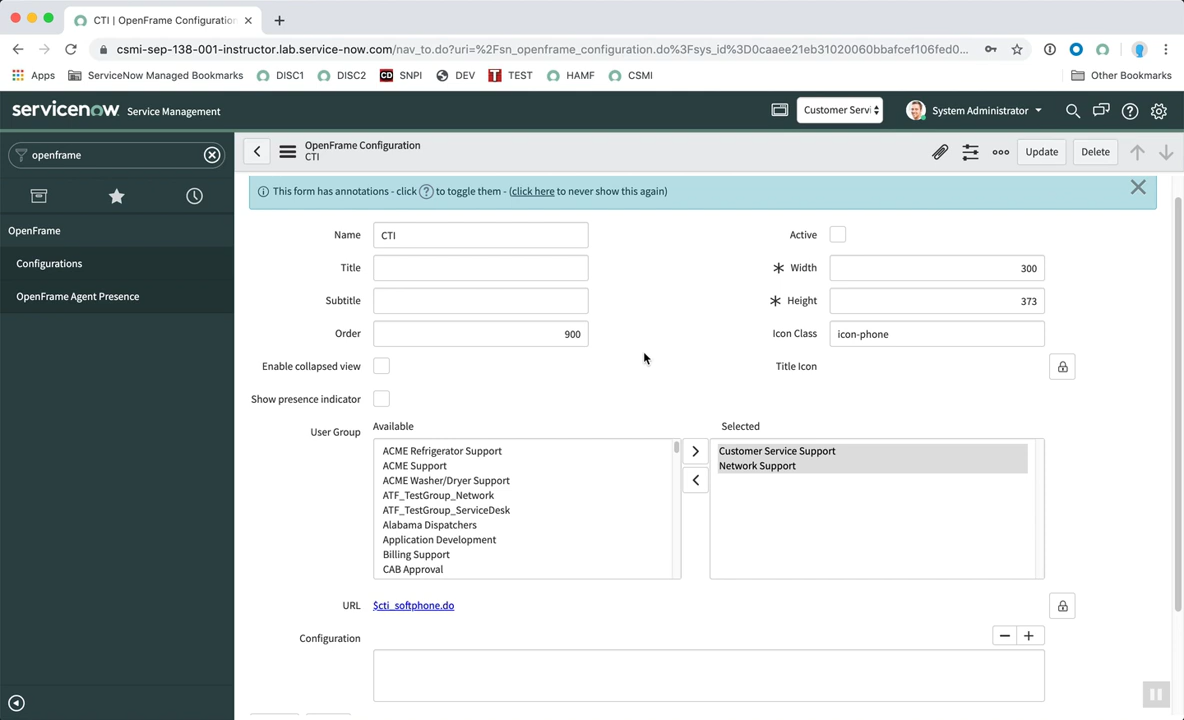 CTI | OpenFrame Configuration
csmi-sep-138-001-instructor.lab.service-now.com/nav_to.do?uri=%2Fsn_openframe_configuration.do%3Fsys_id%3D0caaee21eb31020060bbafcef106fed0...
Apps ServiceNow Managed Bookmarks DISC1 DISC2 CD SNPI DEV T TEST HAMF CSMI Other Bookmarks
servicenow Service Management Customer Servi System Administrator
openframe
OpenFrame Configuration
CTI
Update Delete
This form has annotations - click ? to toggle them - (click here to never show this again)
OpenFrame
Configurations
OpenFrame Agent Presence
Name CTI Active
Title Width 300
Subtitle Height 373
Order 900 Icon Class icon-phone
Enable collapsed view Title Icon
Show presence indicator
User Group Available Selected
ACME Refrigerator Support Customer Service Support
ACME Support Network Support
ACME Washer/Dryer Support
ATF_TestGroup_Network
ATF_TestGroup_ServiceDesk
Alabama Dispatchers
Application Development
Billing Support
CAB Approval
URL $cti_softphone.do
Configuration